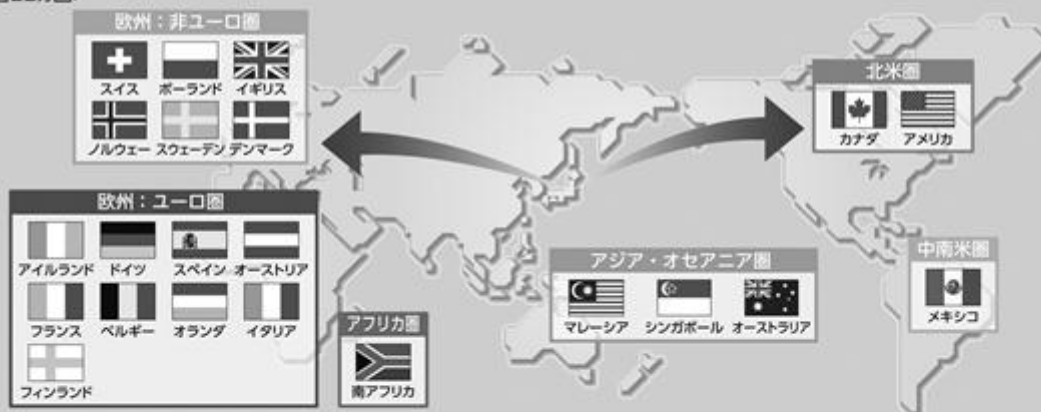 欧州：非ユーロ圏
スイス ポーランド イギリス
ノルウェー スウェーデン デンマーク
欧州：ユーロ圏
アイルランド ドイツ スペイン オーストリア
フランス ベルギー オランダ イタリア
フィンランド
アフリカ圏
南アフリカ
アジア・オセアニア圏
マレーシア シンガポール オーストラリア
北米圏
カナダ アメリカ
中南米圏
メキシコ